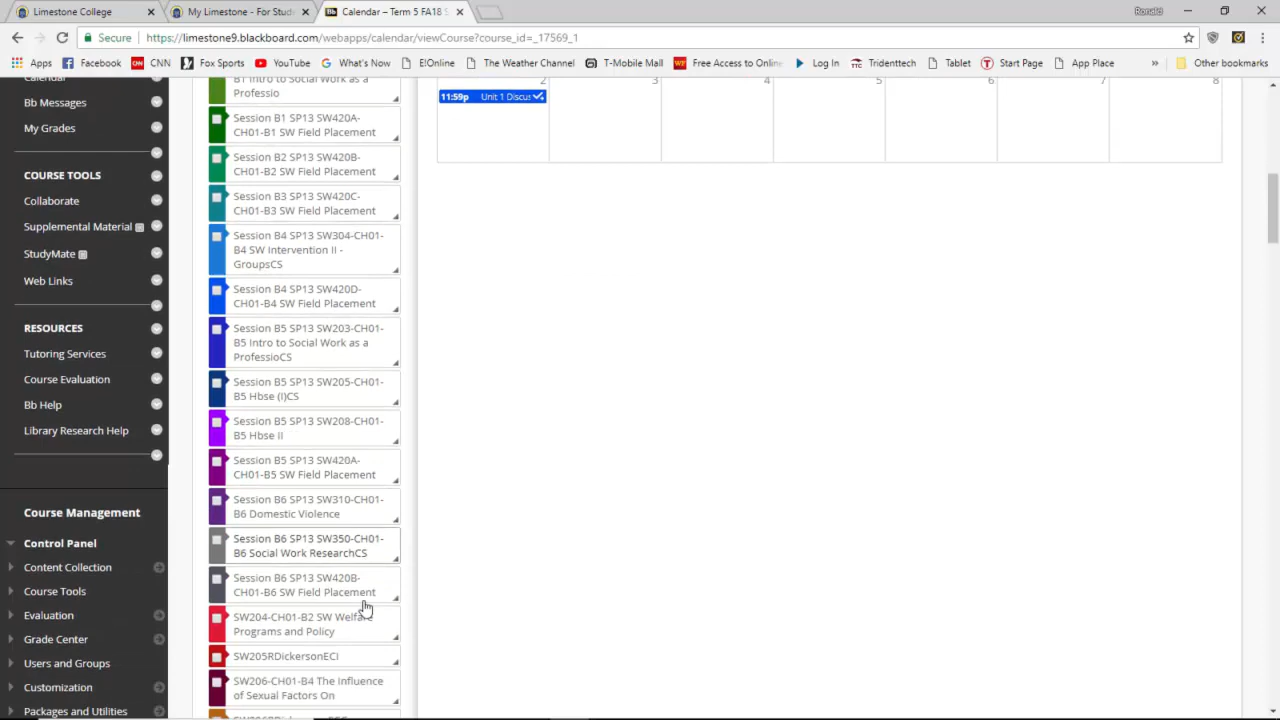 Limestone College
My Limestone - For Stud
Calendar – Term 5 FA18 S
Secure
https://limestone9.blackboard.com/webapps/calendar/viewCourse?course_id=_17569_1
Apps
Facebook
CNN
Fox Sports
YouTube
What's Now
E!Online
The Weather Channel
T-Mobile Mall
Free Access to Online
Log In
Tridenttech
Tablet
Start Page
App Place
»
Other bookmarks
Calendar
Bb Messages
My Grades
COURSE TOOLS
Collaborate
Supplemental Material
StudyMate
Web Links
RESOURCES
Tutoring Services
Course Evaluation
Bb Help
Library Research Help
Course Management
Control Panel
Content Collection
Course Tools
Evaluation
Grade Center
Users and Groups
Customization
Packages and Utilities
B1 Intro to Social Work as a
Professio
Session B1 SP13 SW420A-
CH01-B1 SW Field Placement
Session B2 SP13 SW420B-
CH01-B2 SW Field Placement
Session B3 SP13 SW420C-
CH01-B3 SW Field Placement
Session B4 SP13 SW304-CH01-
B4 SW Intervention II -
GroupsCS
Session B4 SP13 SW420D-
CH01-B4 SW Field Placement
Session B5 SP13 SW203-CH01-
B5 Intro to Social Work as a
ProfessioCS
Session B5 SP13 SW205-CH01-
B5 Hbse (I)CS
Session B5 SP13 SW208-CH01-
B5 Hbse II
Session B5 SP13 SW420A-
CH01-B5 SW Field Placement
Session B6 SP13 SW310-CH01-
B6 Domestic Violence
Session B6 SP13 SW350-CH01-
B6 Social Work ResearchCS
Session B6 SP13 SW420B-
CH01-B6 SW Field Placement
SW204-CH01-B2 SW Welfare
Programs and Policy
SW205RDickersonECI
SW206-CH01-B4 The Influence
of Sexual Factors On
2 3 4 5 6 7 8
11:59p Unit 1 Discus